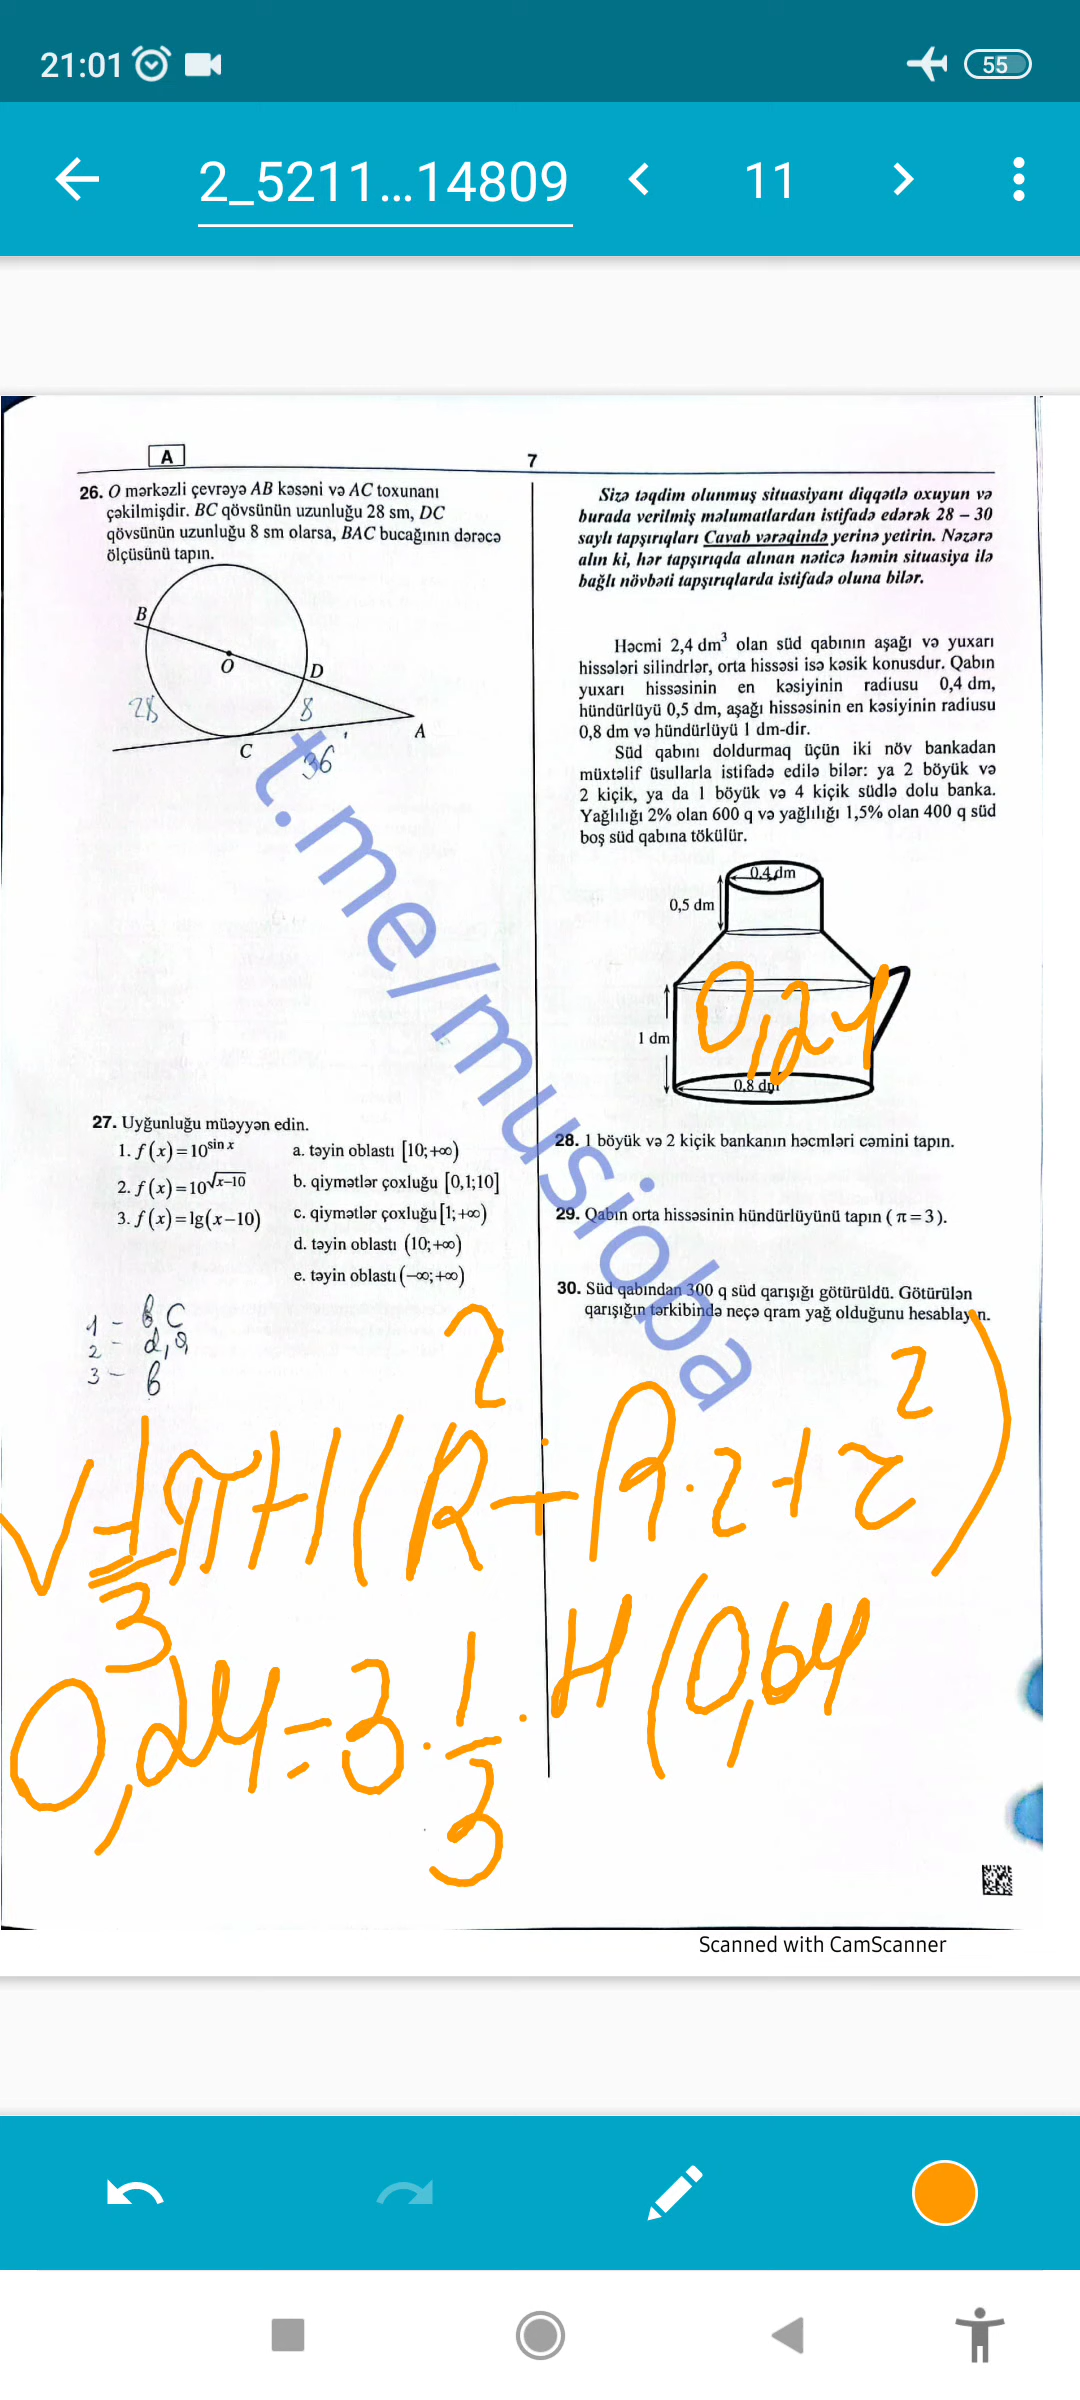 21:01
55
2_5211...14809
11
A
7
26. O mərkəzli çevrəyə AB kəsəni və AC toxunanı
çəkilmişdir. BC qövsünün uzunluğu 28 sm, DC
qövsünün uzunluğu 8 sm olarsa, BAC bucağının dərəcə
ölçüsünü tapın.
B
O
D
28
8
A
C
36
27. Uyğunluğu müəyyən edin.
1. f(x)=10^sin x
a. təyin oblastı [10;+∞)
2. f(x)=10^√x−10
b. qiymətlər çoxluğu [0,1;10]
3. f(x)=lg(x−10)
c. qiymətlər çoxluğu [1;+∞)
d. təyin oblastı (10;+∞)
e. təyin oblastı (−∞;+∞)
1 - b, c
2 - d, a
3 - b
Sizə təqdim olunmuş situasiyanı diqqətlə oxuyun və
burada verilmiş məlumatlardan istifadə edərək 28 – 30
saylı tapşırıqları Cavab vərəqində yerinə yetirin. Nəzərə
alın ki, hər tapşırıqda alınan nəticə həmin situasiya ilə
bağlı növbəti tapşırıqlarda istifadə oluna bilər.
Həcmi 2,4 dm³ olan süd qabının aşağı və yuxarı
hissələri silindrlər, orta hissəsi isə kəsik konusdur. Qabın
yuxarı hissəsinin en kəsiyinin radiusu 0,4 dm,
hündürlüyü 0,5 dm, aşağı hissəsinin en kəsiyinin radiusu
0,8 dm və hündürlüyü 1 dm-dir.
Süd qabını doldurmaq üçün iki növ bankadan
müxtəlif üsullarla istifadə edilə bilər: ya 2 böyük və
2 kiçik, ya da 1 böyük və 4 kiçik südlə dolu banka.
Yağlılığı 2% olan 600 q və yağlılığı 1,5% olan 400 q süd
boş süd qabına tökülür.
0,4 dm
0,5 dm
0,24
1 dm
0,8 dm
28. 1 böyük və 2 kiçik bankanın həcmləri cəmini tapın.
29. Qabın orta hissəsinin hündürlüyünü tapın (π=3).
30. Süd qabından 300 q süd qarışığı götürüldü. Götürülən
qarışığın tərkibində neçə qram yağ olduğunu hesablayın.
t.me/musioba
V=1/3πH(R²+R·r+r²)
0,24=3·1/3·H(0,64
Scanned with CamScanner